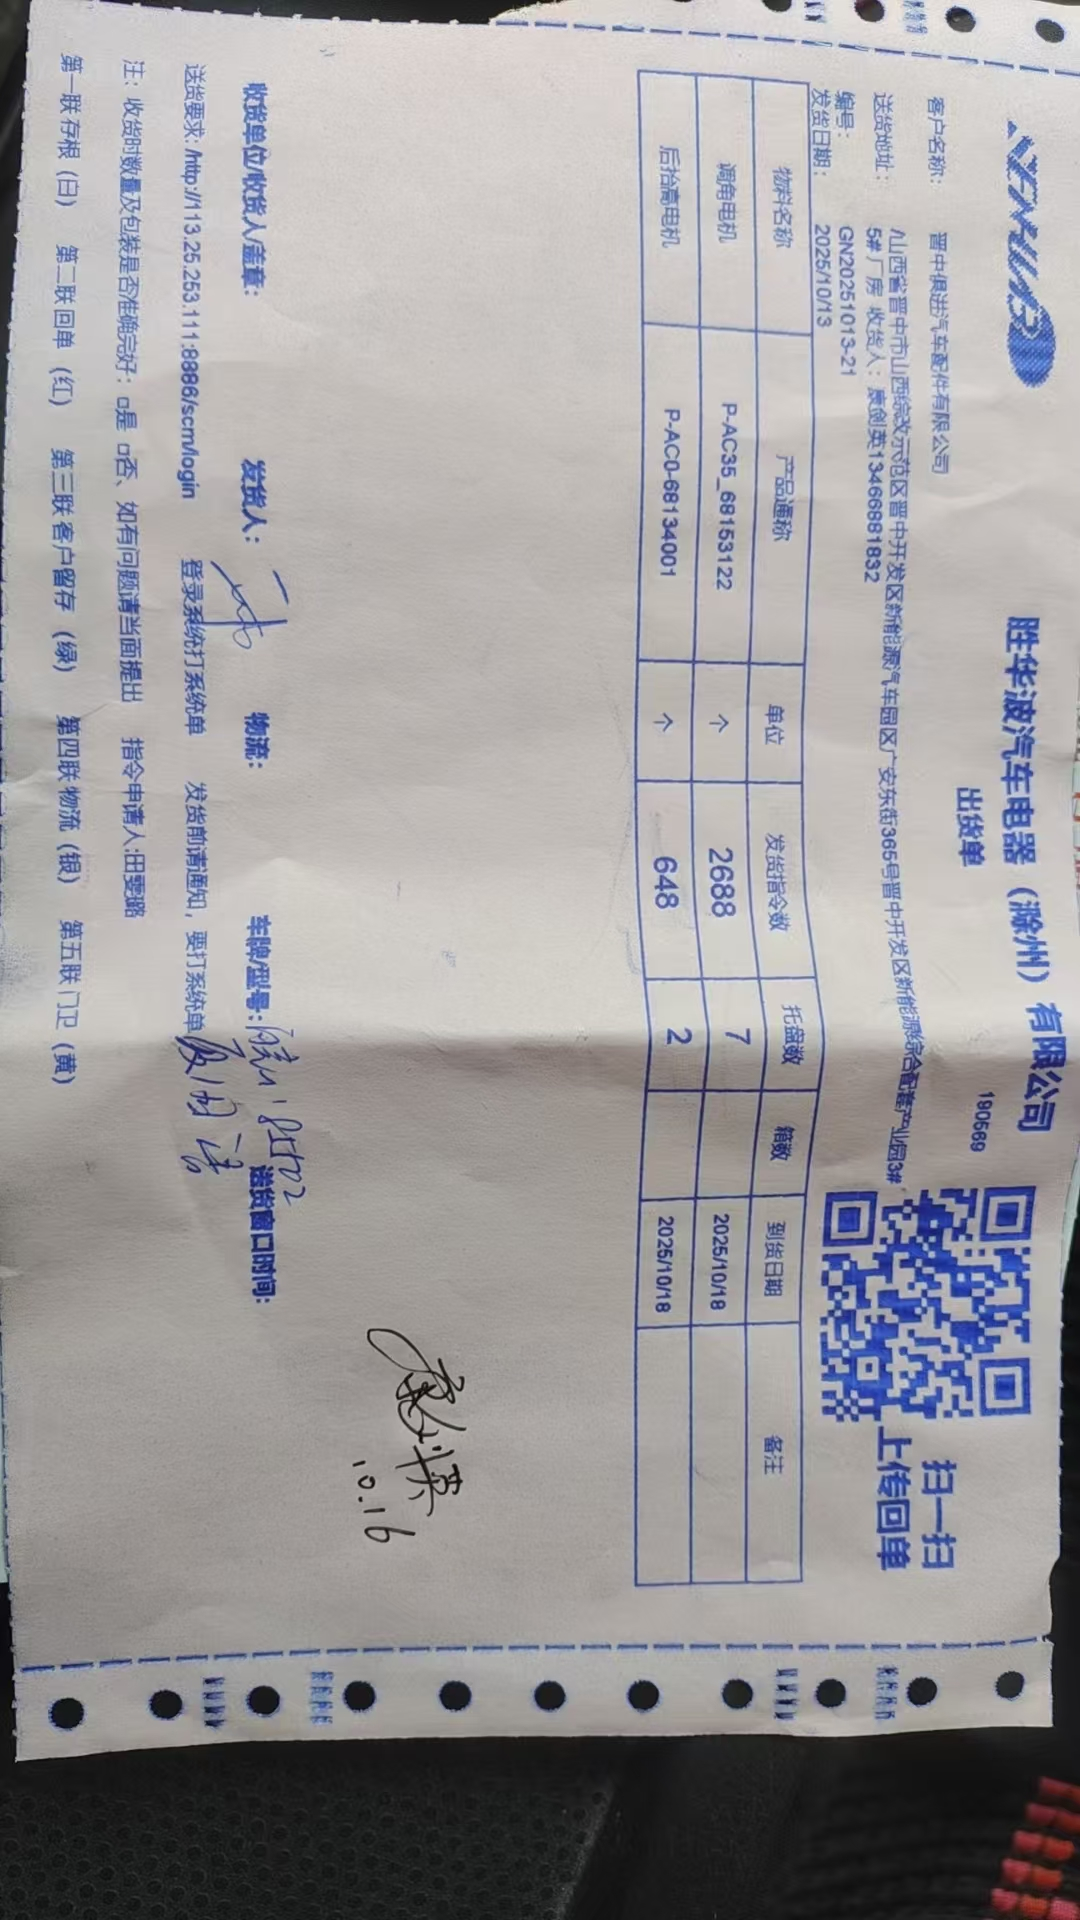 胜华波汽车电器（滁州）有限公司
出货单
190569
扫一扫
上传回单
客户名称： 晋中俱进汽车配件有限公司
送货地址： /山西省晋中市山西综改示范区晋中开发区新能源汽车园区广安东街365号晋中开发区新能源综合配套产业园3#
5#厂房 收货人：康创英13466881832
编号： GN20251013-21
发货日期： 2025/10/13
物料名称 产品通称 单位 发货指令数 托盘数 箱数 到货日期 备注
调角电机 P-AC35_68153122 个 2688 7 2025/10/18
后抬高电机 P-AC0-68134001 个 648 2 2025/10/18
康创英
10.16
收货单位/收货人/盖章： 发货人： 物流： 车牌/型号： 送货窗口时间：
送货要求：/http://113.25.253.111:8886/scm/login 登录系统打系统单 发货前请通知，要打系统单
注：收货时数量及包装是否准确完好：□是 □否、如有问题请当面提出 指令申请人:田雯璐
第一联存根（白） 第二联回单（红） 第三联客户留存（绿） 第四联物流（银） 第五联门卫（黄）